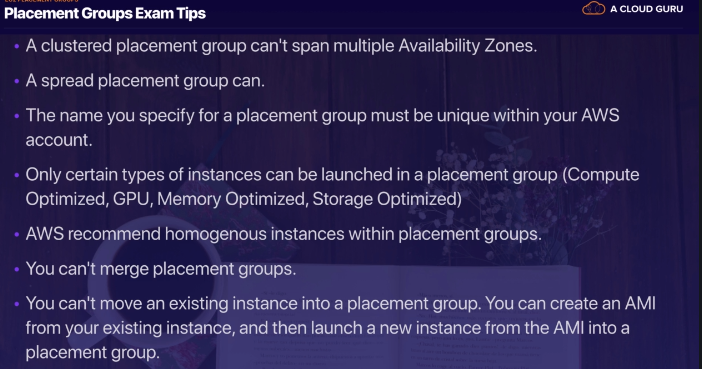 EC2 PLACEMENT GROUPS
Placement Groups Exam Tips
A CLOUD GURU
• A clustered placement group can't span multiple Availability Zones.
• A spread placement group can.
• The name you specify for a placement group must be unique within your AWS
account.
• Only certain types of instances can be launched in a placement group (Compute
Optimized, GPU, Memory Optimized, Storage Optimized)
• AWS recommend homogenous instances within placement groups.
• You can't merge placement groups.
• You can't move an existing instance into a placement group. You can create an AMI
from your existing instance, and then launch a new instance from the AMI into a
placement group.